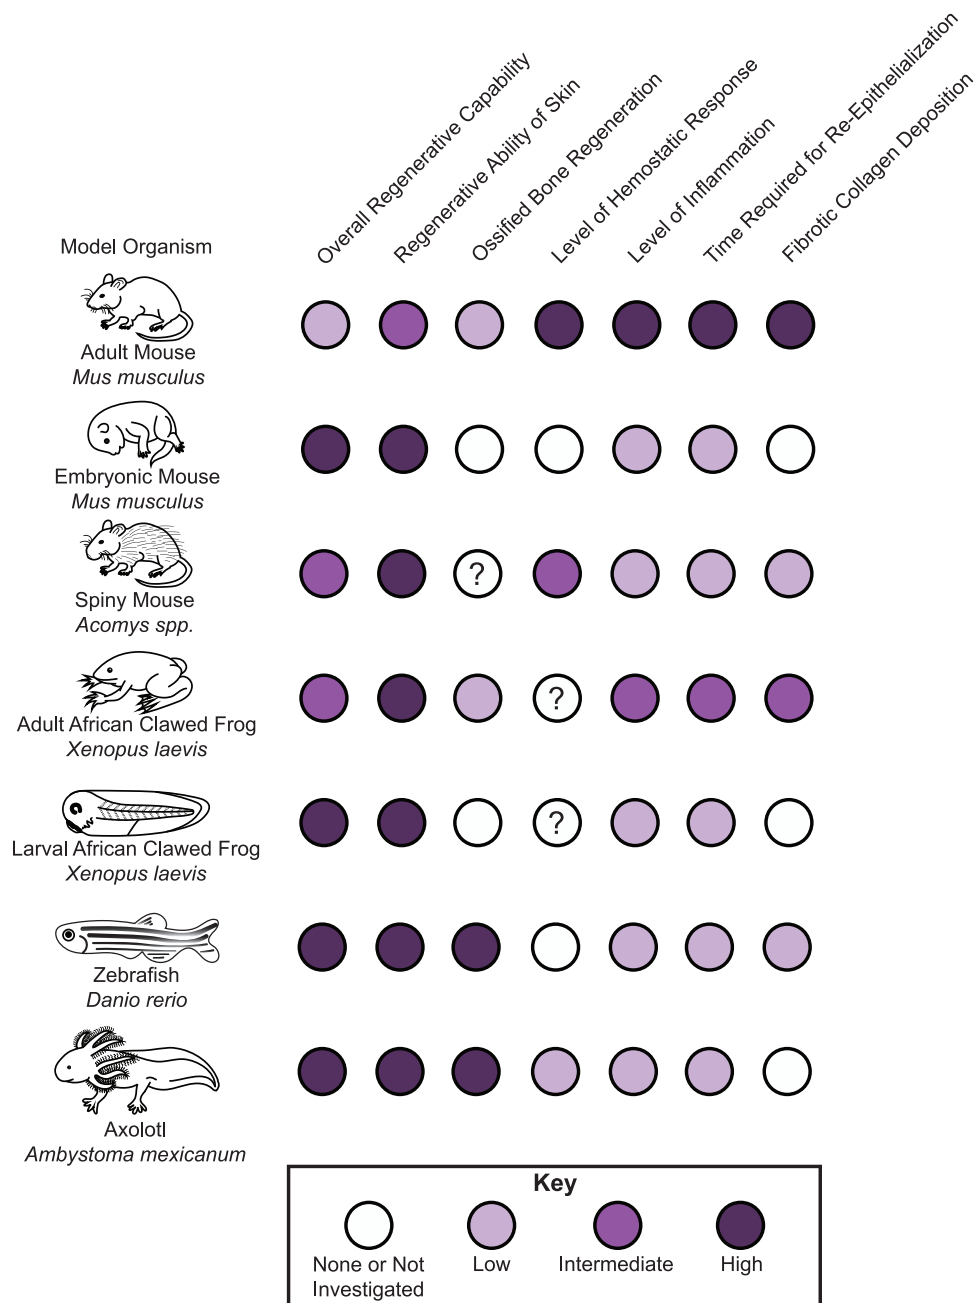 Overall Regenerative Capability
Regenerative Ability of Skin
Ossified Bone Regeneration
Level of Hemostatic Response
Level of Inflammation
Time Required for Re-Epithelialization
Fibrotic Collagen Deposition
Model Organism
Adult Mouse
Mus musculus
Embryonic Mouse
Mus musculus
?
Spiny Mouse
Acomys spp.
?
Adult African Clawed Frog
Xenopus laevis
?
Larval African Clawed Frog
Xenopus laevis
Zebrafish
Danio rerio
Axolotl
Ambystoma mexicanum
Key
None or Not
Investigated
Low
Intermediate
High